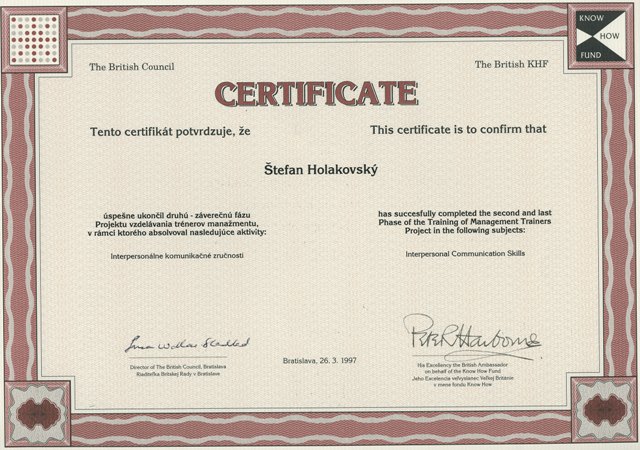 KNOW
HOW
FUND
The British Council
The British KHF
CERTIFICATE
Tento certifikát potvrdzuje, že
This certificate is to confirm that
Štefan Holakovský
úspešne ukončil druhú - záverečnú fázu
Projektu vzdelávania trénerov manažmentu,
v rámci ktorého absolvoval nasledujúce aktivity:
has succesfully completed the second and last
Phase of the Training of Management Trainers
Project in the following subjects:
Interpersonálne komunikačné zručnosti
Interpersonal Communication Skills
Bratislava, 26. 3. 1997
Director of The British Council, Bratislava
Riaditeľka Britskej Rady v Bratislave
His Excellency the British Ambassador
on behalf of the Know How Fund
Jeho Excelencia veľvyslanec Veľkej Británie
v mene fondu Know How